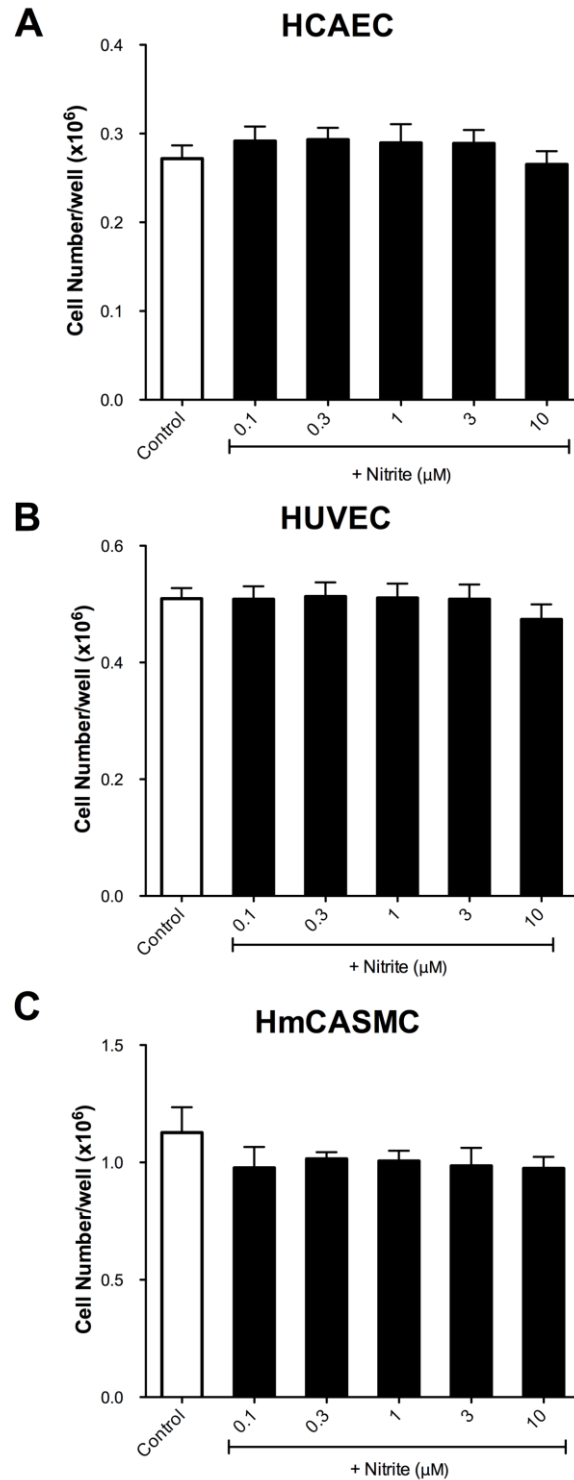 A
HCAEC
Cell Number/well (x10⁶)
0.4
0.3
0.2
0.1
0.0
Control
0.1
0.3
1
3
10
+ Nitrite (µM)
B
HUVEC
Cell Number/well (x10⁶)
0.6
0.4
0.2
0.0
Control
0.1
0.3
1
3
10
+ Nitrite (µM)
C
HmCASMC
Cell Number/well (x10⁶)
1.5
1.0
0.5
0.0
Control
0.1
0.3
1
3
10
+ Nitrite (µM)